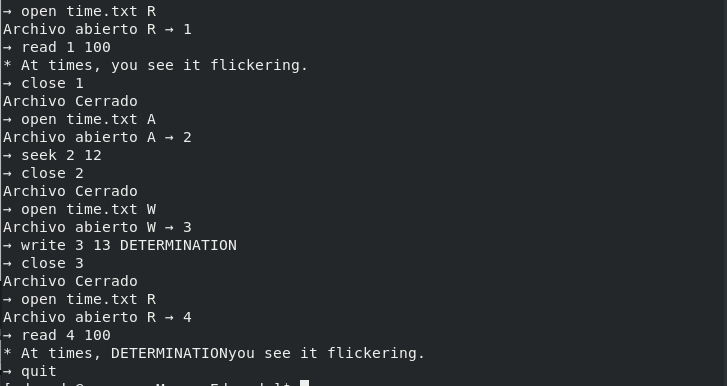 → open time.txt R
Archivo abierto R → 1
→ read 1 100
* At times, you see it flickering.
→ close 1
Archivo Cerrado
→ open time.txt A
Archivo abierto A → 2
→ seek 2 12
→ close 2
Archivo Cerrado
→ open time.txt W
Archivo abierto W → 3
→ write 3 13 DETERMINATION
→ close 3
Archivo Cerrado
→ open time.txt R
Archivo abierto R → 4
→ read 4 100
* At times, DETERMINATIONyou see it flickering.
→ quit